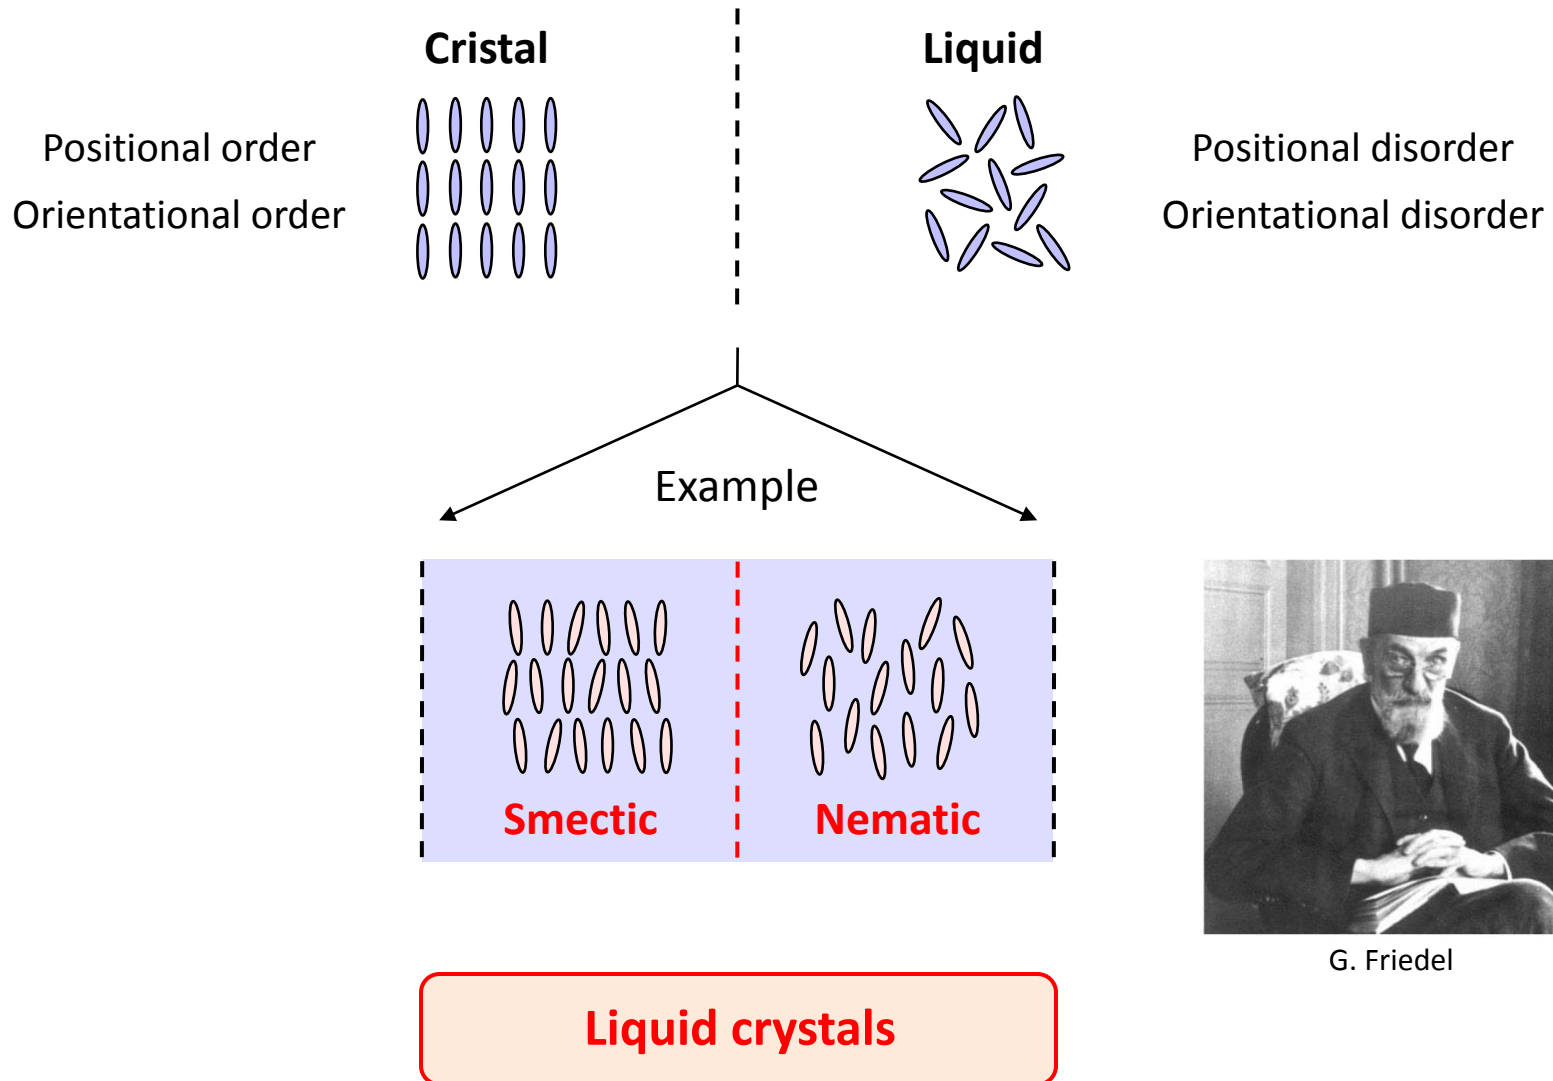 Cristal
Liquid
Positional order
Orientational order
Positional disorder
Orientational disorder
Example
Smectic
Nematic
G. Friedel
Liquid crystals